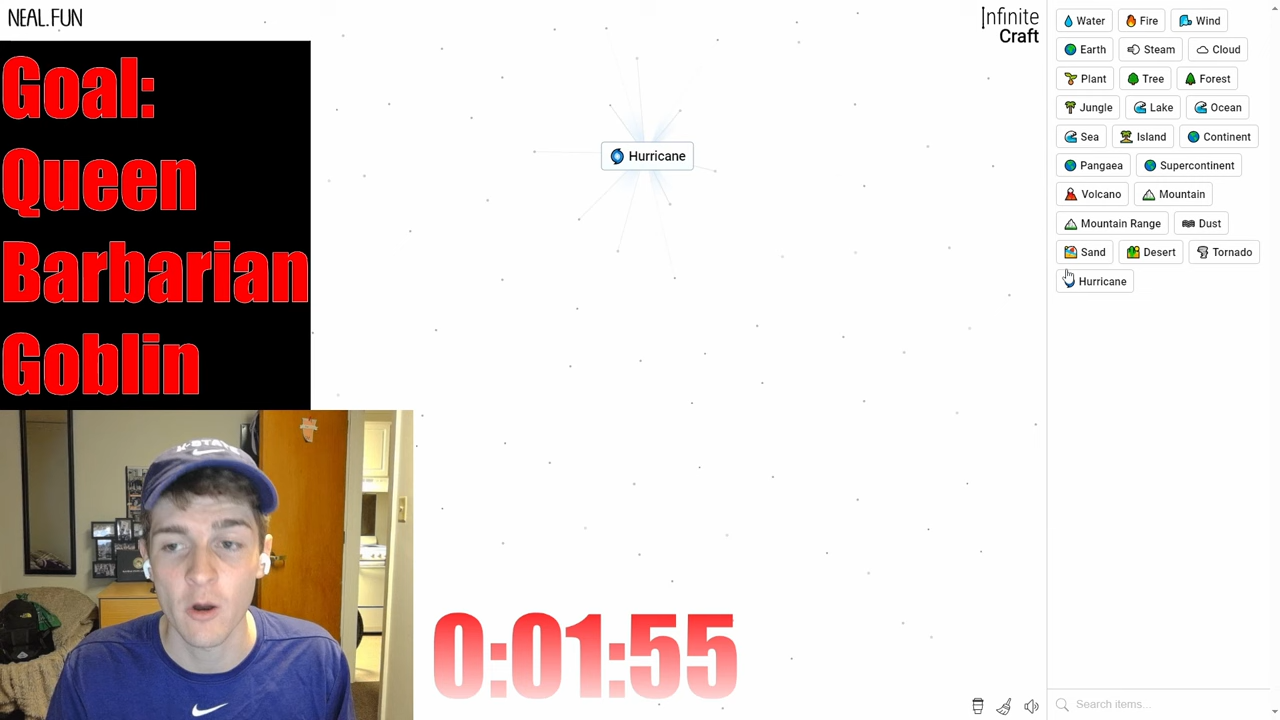 NEAL.FUN
Infinite
Craft
Goal:
Queen
Barbarian
Goblin
Hurricane
Water Fire Wind
Earth Steam Cloud
Plant Tree Forest
Jungle Lake Ocean
Sea Island Continent
Pangaea Supercontinent
Volcano Mountain
Mountain Range Dust
Sand Desert Tornado
Hurricane
K-STATE
0:01:55
Search items...